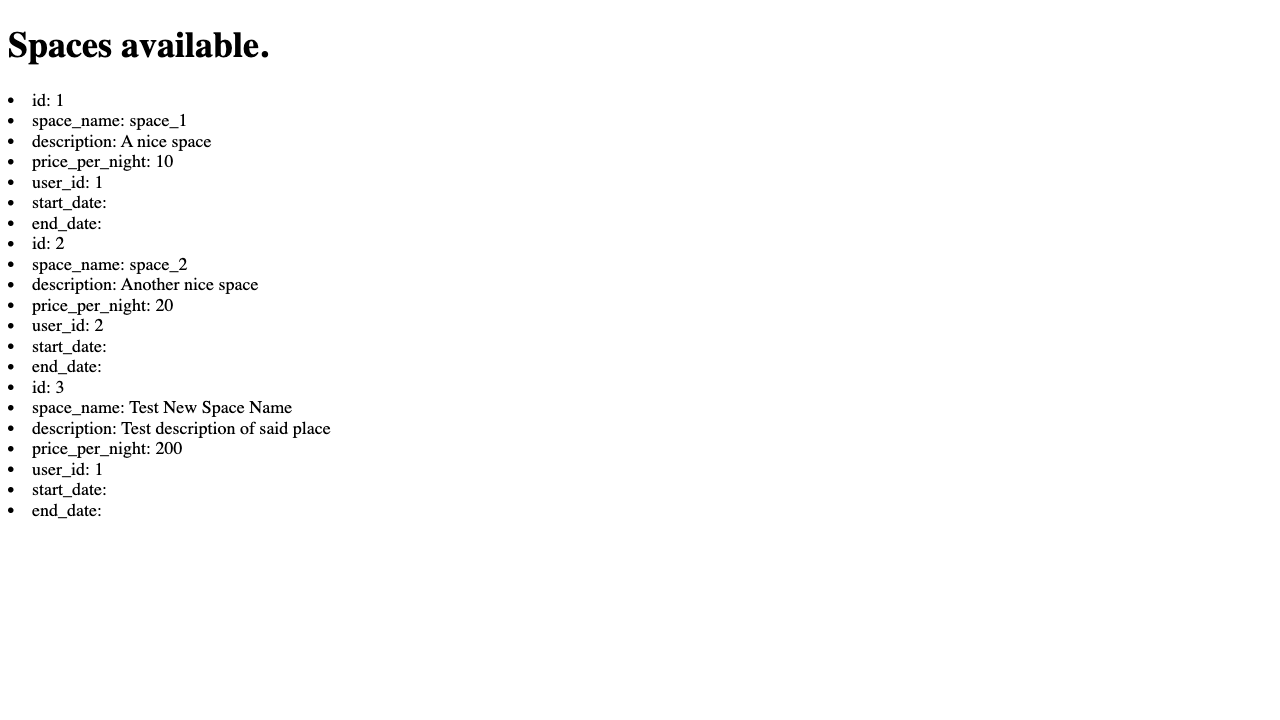 Spaces available.
id: 1
space_name: space_1
description: A nice space
price_per_night: 10
user_id: 1
start_date:
end_date:
id: 2
space_name: space_2
description: Another nice space
price_per_night: 20
user_id: 2
start_date:
end_date:
id: 3
space_name: Test New Space Name
description: Test description of said place
price_per_night: 200
user_id: 1
start_date:
end_date: